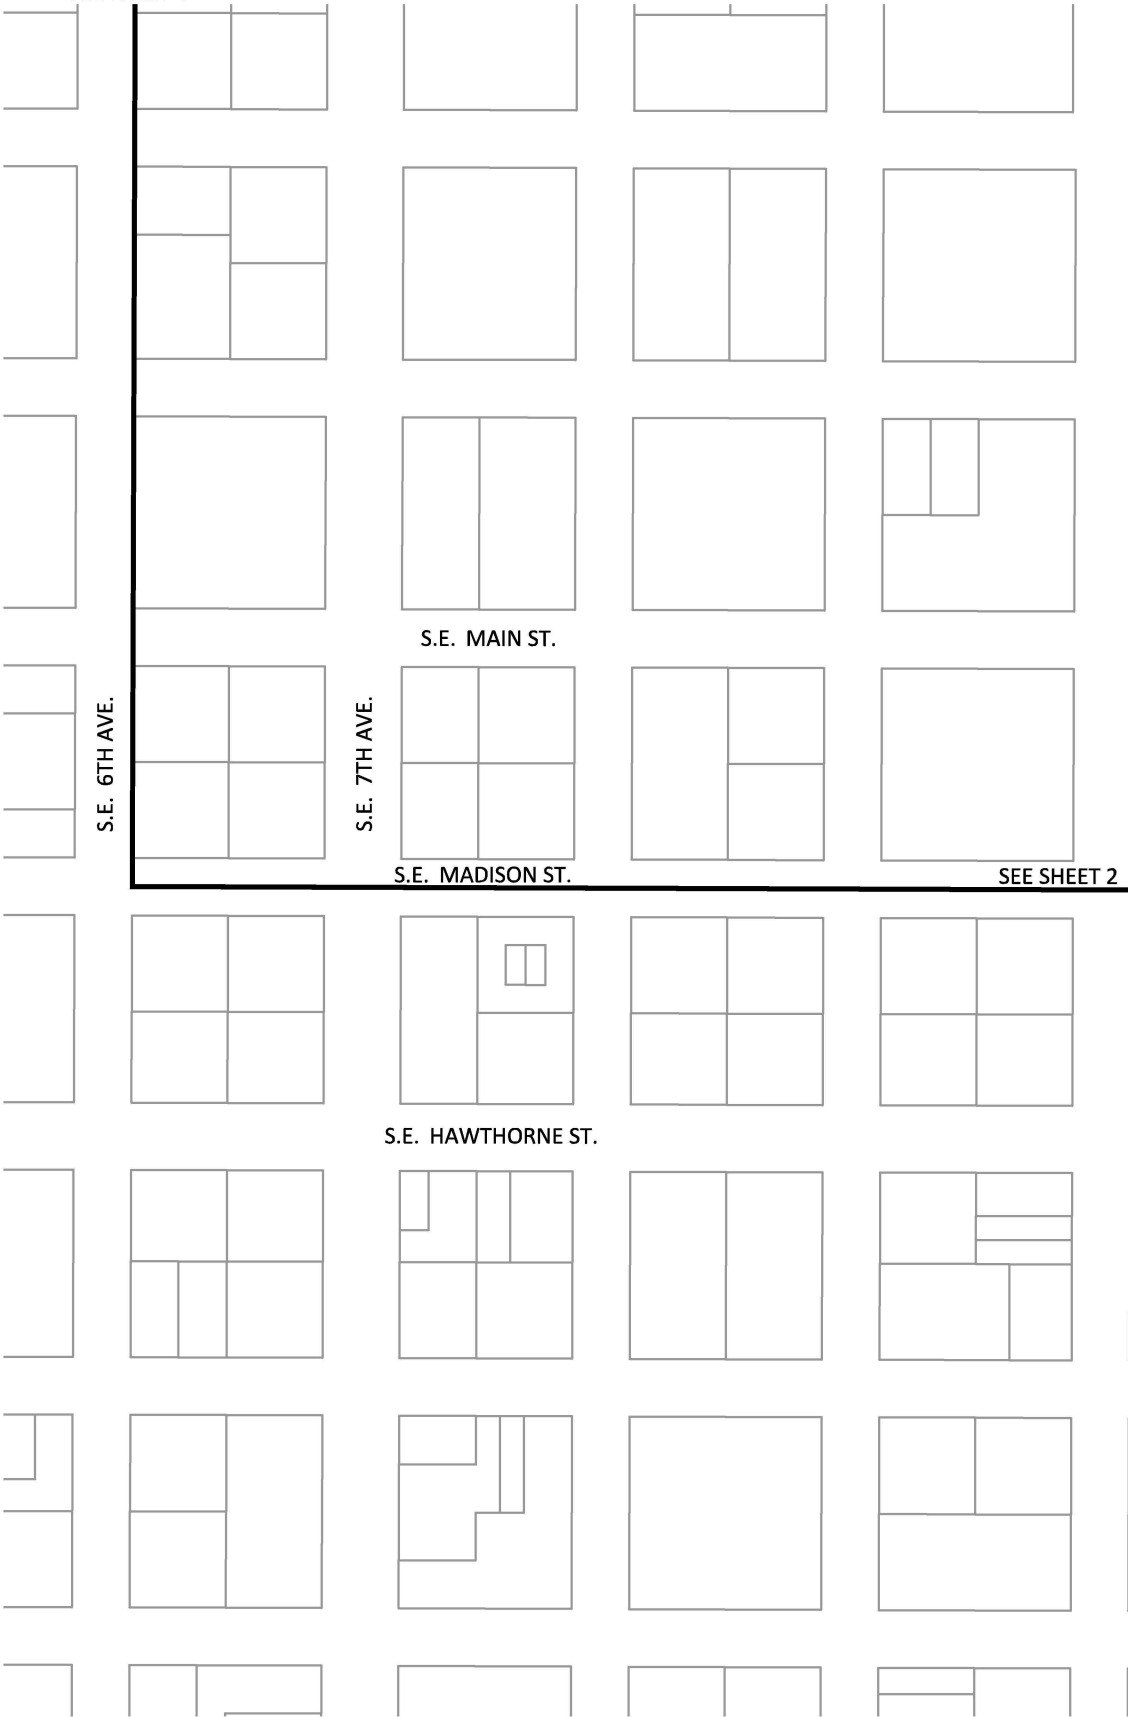 S.E. MAIN ST.
S.E. 6TH AVE.
S.E. 7TH AVE.
S.E. MADISON ST.
SEE SHEET 2
S.E. HAWTHORNE ST.